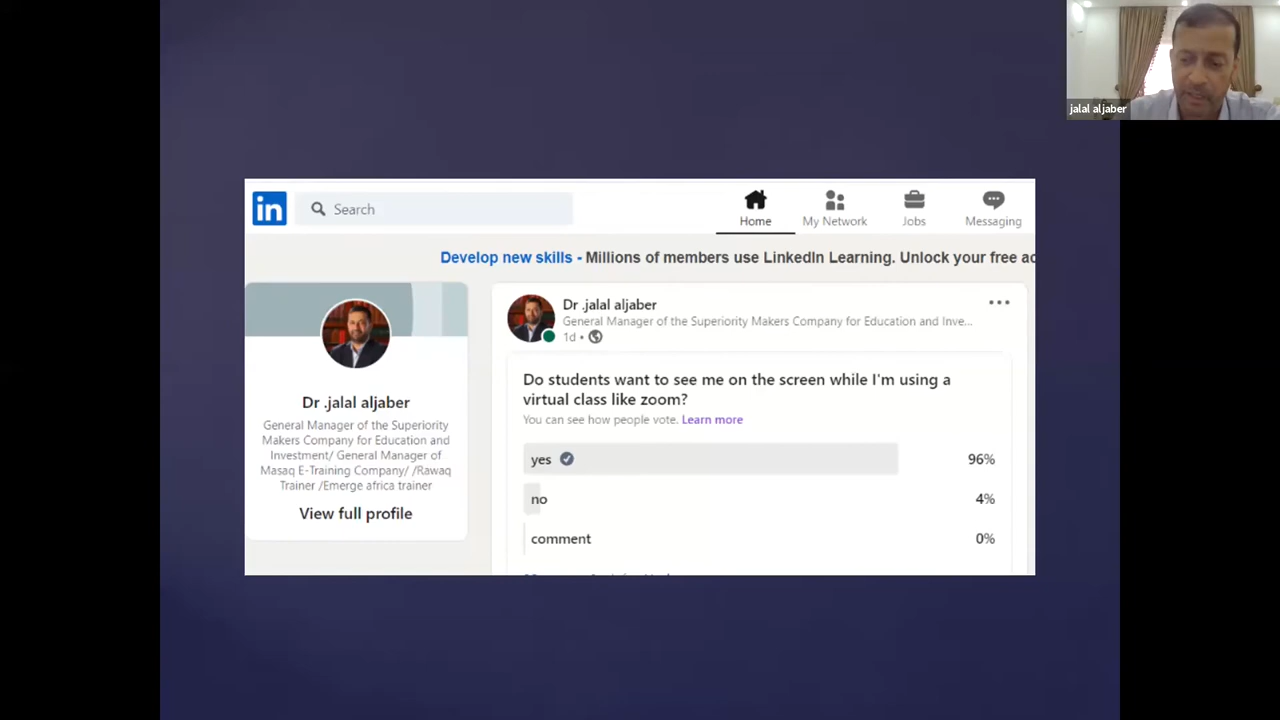 jalal aljaber
in
Search
Home
My Network
Jobs
Messaging
Develop new skills - Millions of members use LinkedIn Learning. Unlock your free ac
Dr .jalal aljaber
General Manager of the Superiority
Makers Company for Education and
Investment/ General Manager of
Masaq E-Training Company/ /Rawaq
Trainer /Emerge africa trainer
View full profile
Dr .jalal aljaber
General Manager of the Superiority Makers Company for Education and Inve...
1d •
Do students want to see me on the screen while I'm using a
virtual class like zoom?
You can see how people vote. Learn more
yes 96%
no 4%
comment 0%